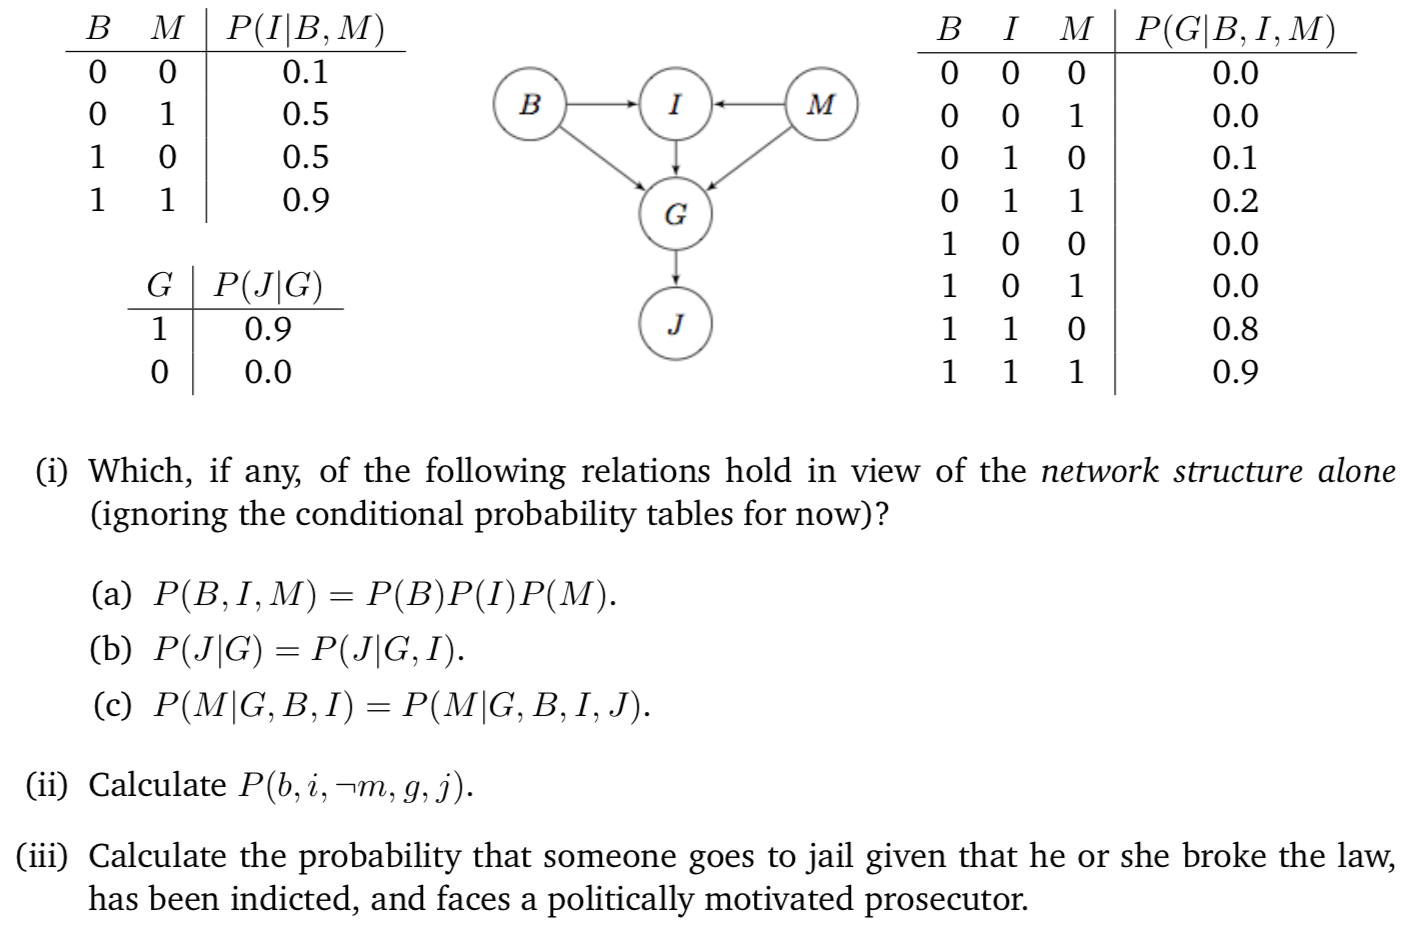 B M P(I|B, M)
0 0 0.1
0 1 0.5
1 0 0.5
1 1 0.9
G P(J|G)
1 0.9
0 0.0
B I M
G
J
B I M P(G|B, I, M)
0 0 0 0.0
0 0 1 0.0
0 1 0 0.1
0 1 1 0.2
1 0 0 0.0
1 0 1 0.0
1 1 0 0.8
1 1 1 0.9
(i) Which, if any, of the following relations hold in view of the network structure alone
(ignoring the conditional probability tables for now)?
(a) P(B, I, M) = P(B)P(I)P(M).
(b) P(J|G) = P(J|G, I).
(c) P(M|G, B, I) = P(M|G, B, I, J).
(ii) Calculate P(b, i, ¬m, g, j).
(iii) Calculate the probability that someone goes to jail given that he or she broke the law,
has been indicted, and faces a politically motivated prosecutor.